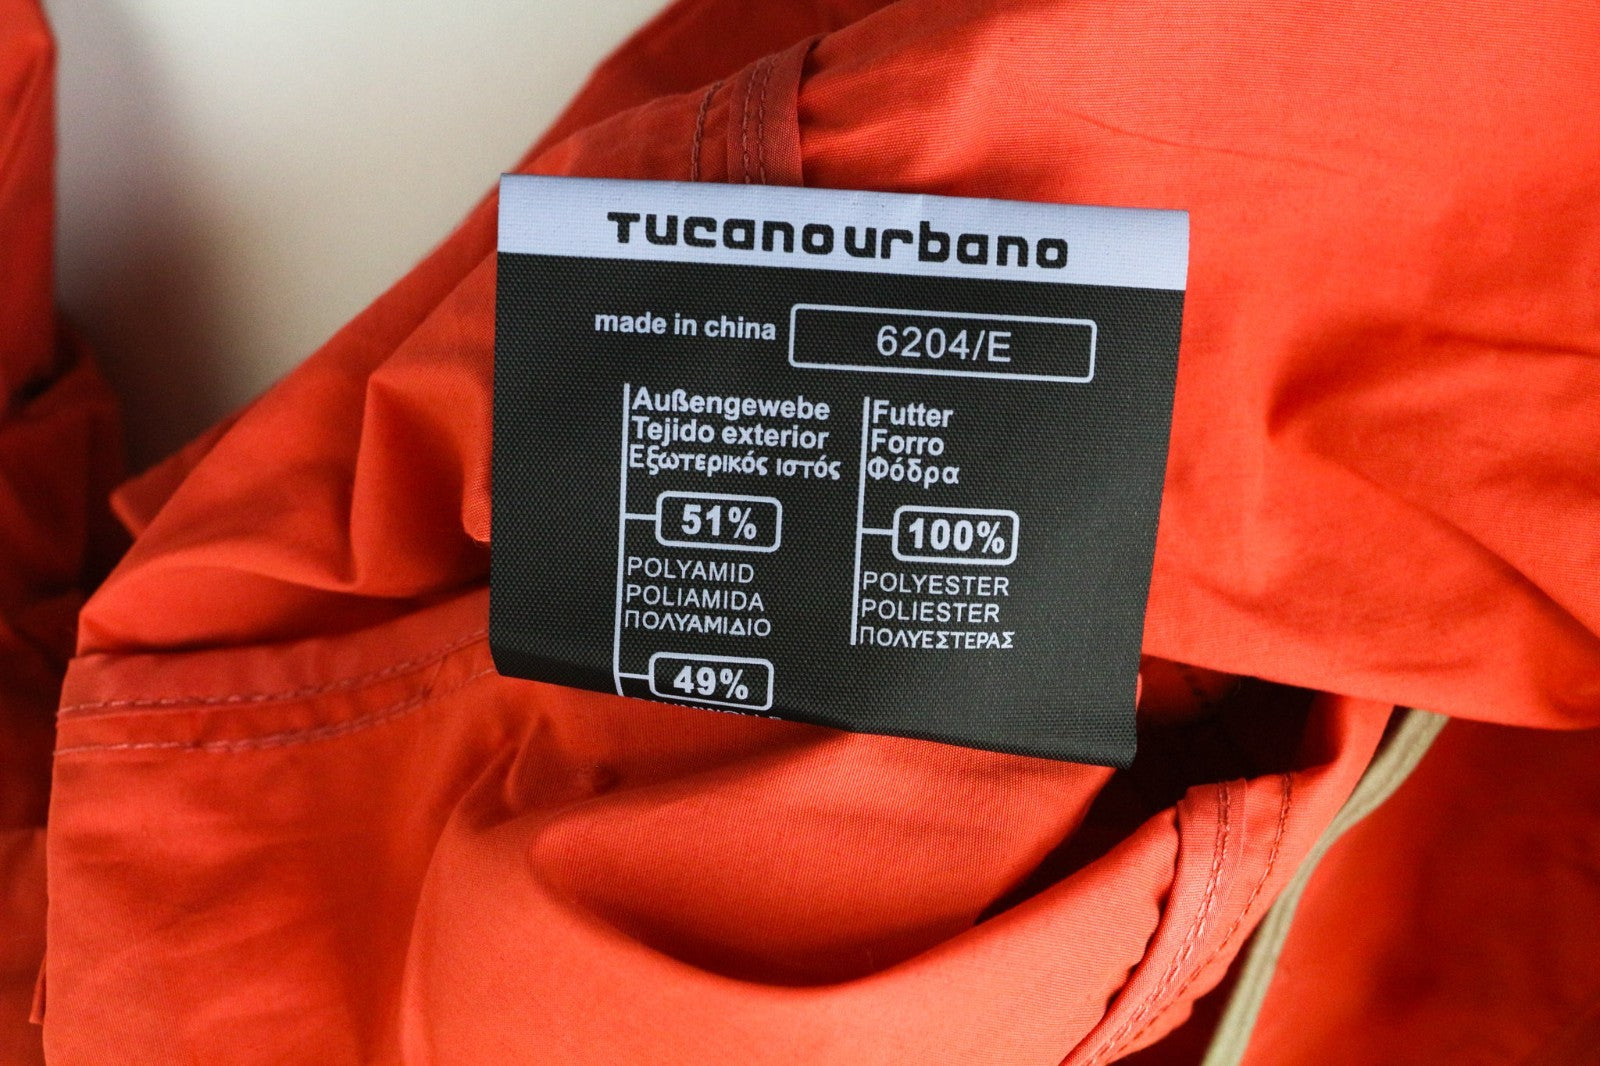 Tucanourbano
made in china
6204/E
Außengewebe
Tejido exterior
Εξωτερικός ιστός
51%
POLYAMID
POLIAMIDA
ΠΟΛΥΑΜΙΔΙΟ
49%
Futter
Forro
Φόδρα
100%
POLYESTER
POLIESTER
ΠΟΛΥΕΣΤΕΡΑΣ